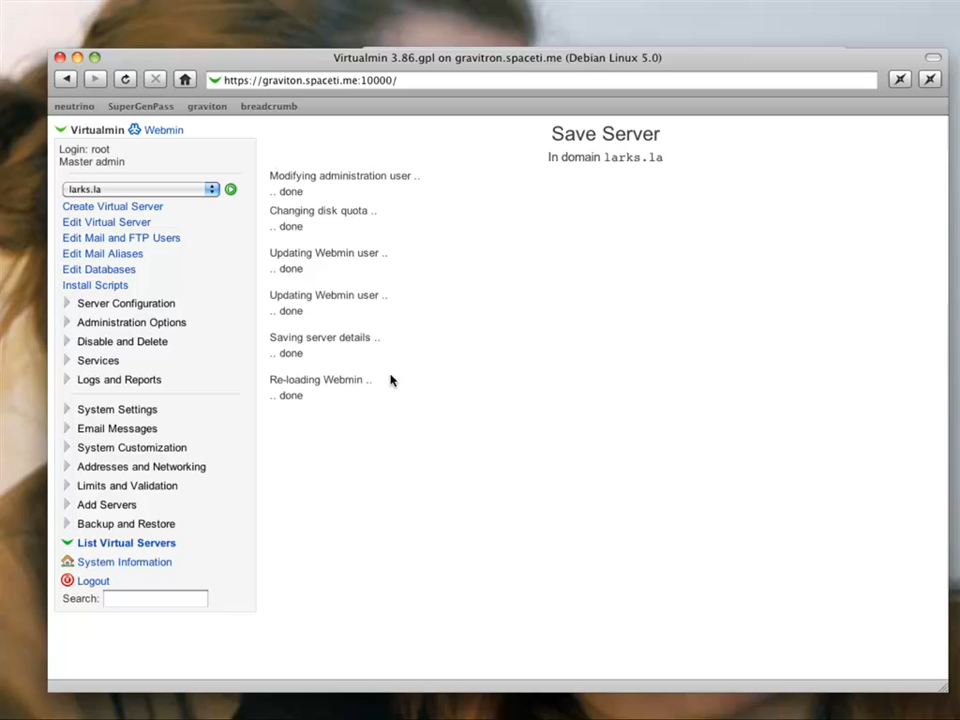 Virtualmin 3.86.gpl on gravitron.spaceti.me (Debian Linux 5.0)
https://graviton.spaceti.me:10000/
neutrino SuperGenPass graviton breadcrumb
Virtualmin Webmin
Login: root
Master admin
larks.la
Create Virtual Server
Edit Virtual Server
Edit Mail and FTP Users
Edit Mail Aliases
Edit Databases
Install Scripts
Server Configuration
Administration Options
Disable and Delete
Services
Logs and Reports
System Settings
Email Messages
System Customization
Addresses and Networking
Limits and Validation
Add Servers
Backup and Restore
List Virtual Servers
System Information
Logout
Search:
Save Server
In domain larks.la
Modifying administration user ..
.. done
Changing disk quota ..
.. done
Updating Webmin user ..
.. done
Updating Webmin user ..
.. done
Saving server details ..
.. done
Re-loading Webmin ..
.. done